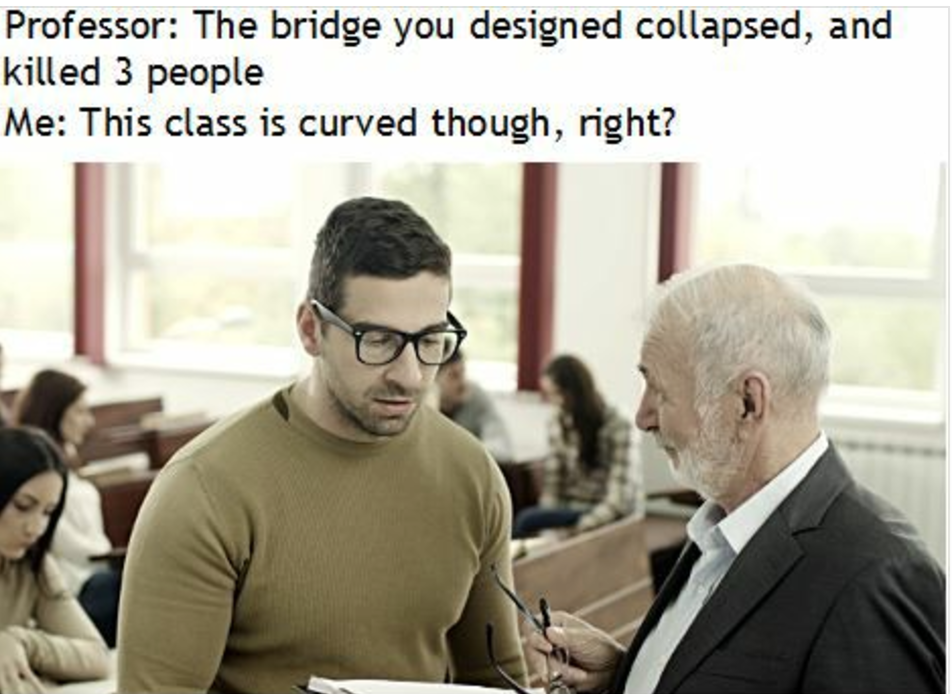 Professor: The bridge you designed collapsed, and
killed 3 people
Me: This class is curved though, right?